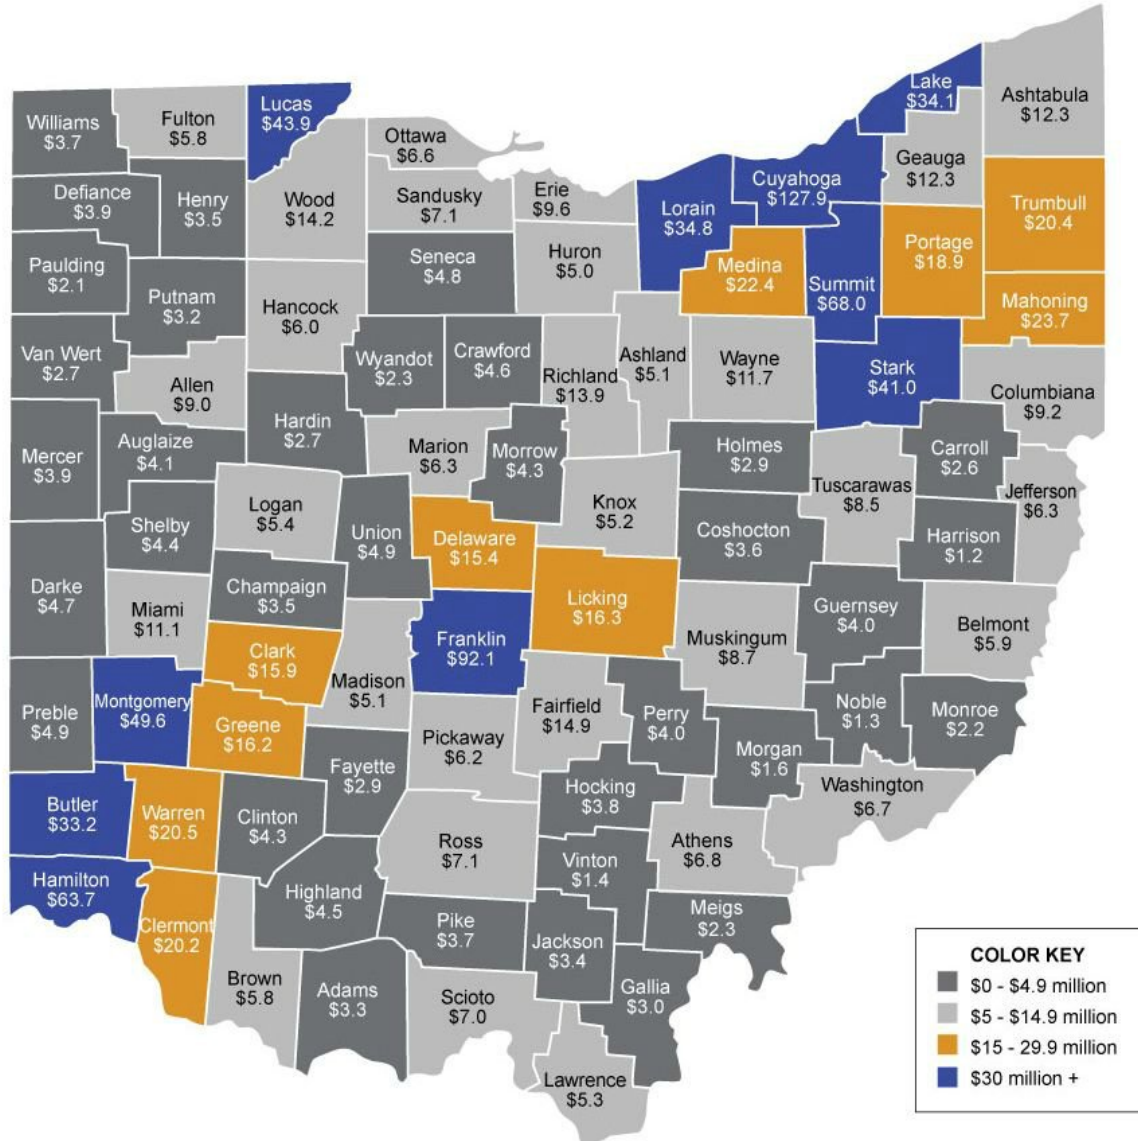 Lake
$34.1
Ashtabula
$12.3
Williams
$3.7
Fulton
$5.8
Lucas
$43.9
Ottawa
$6.6
Geauga
$12.3
Defiance
$3.9
Henry
$3.5
Wood
$14.2
Sandusky
$7.1
Erie
$9.6
Lorain
$34.8
Cuyahoga
$127.9
Trumbull
$20.4
Paulding
$2.1
Putnam
$3.2
Hancock
$6.0
Seneca
$4.8
Huron
$5.0
Medina
$22.4
Summit
$68.0
Portage
$18.9
Mahoning
$23.7
Van Wert
$2.7
Allen
$9.0
Wyandot
$2.3
Crawford
$4.6
Richland
$13.9
Ashland
$5.1
Wayne
$11.7
Stark
$41.0
Columbiana
$9.2
Mercer
$3.9
Auglaize
$4.1
Hardin
$2.7
Marion
$6.3
Morrow
$4.3
Holmes
$2.9
Carroll
$2.6
Tuscarawas
$8.5
Jefferson
$6.3
Shelby
$4.4
Logan
$5.4
Union
$4.9
Delaware
$15.4
Knox
$5.2
Coshocton
$3.6
Harrison
$1.2
Darke
$4.7
Miami
$11.1
Champaign
$3.5
Licking
$16.3
Guernsey
$4.0
Belmont
$5.9
Clark
$15.9
Madison
$5.1
Franklin
$92.1
Muskingum
$8.7
Preble
$4.9
Montgomery
$49.6
Greene
$16.2
Fairfield
$14.9
Perry
$4.0
Noble
$1.3
Monroe
$2.2
Pickaway
$6.2
Morgan
$1.6
Fayette
$2.9
Hocking
$3.8
Washington
$6.7
Butler
$33.2
Warren
$20.5
Clinton
$4.3
Ross
$7.1
Vinton
$1.4
Athens
$6.8
Hamilton
$63.7
Clermont
$20.2
Highland
$4.5
Pike
$3.7
Jackson
$3.4
Meigs
$2.3
Brown
$5.8
Adams
$3.3
Scioto
$7.0
Gallia
$3.0
Lawrence
$5.3
COLOR KEY
$0 - $4.9 million
$5 - $14.9 million
$15 - 29.9 million
$30 million +